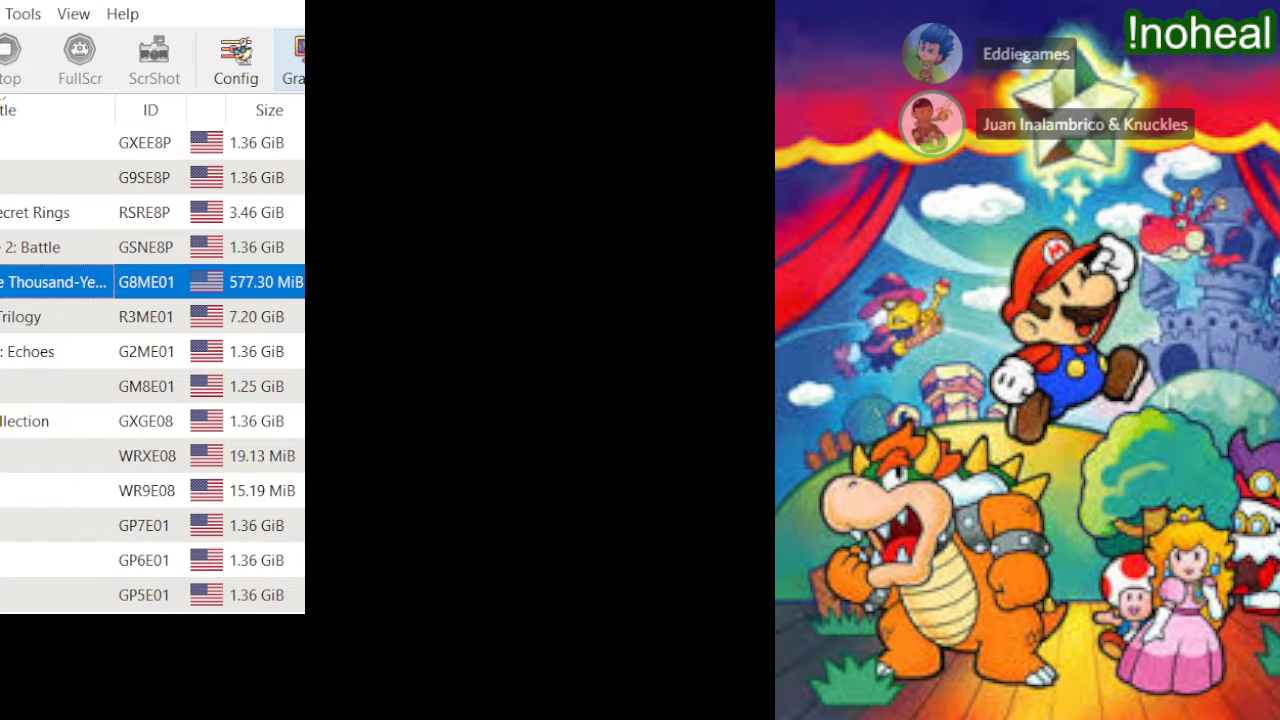 Tools View Help
top FullScr ScrShot Config Gra
tle ID Size
GXEE8P 1.36 GiB
G9SE8P 1.36 GiB
ecret Rings RSRE8P 3.46 GiB
e 2: Battle GSNE8P 1.36 GiB
e Thousand-Ye... G8ME01 577.30 MiB
Trilogy R3ME01 7.20 GiB
: Echoes G2ME01 1.36 GiB
GM8E01 1.25 GiB
llection GXGE08 1.36 GiB
WRXE08 19.13 MiB
WR9E08 15.19 MiB
GP7E01 1.36 GiB
GP6E01 1.36 GiB
GP5E01 1.36 GiB
!noheal
Eddiegames
Juan Inalambrico & Knuckles
M